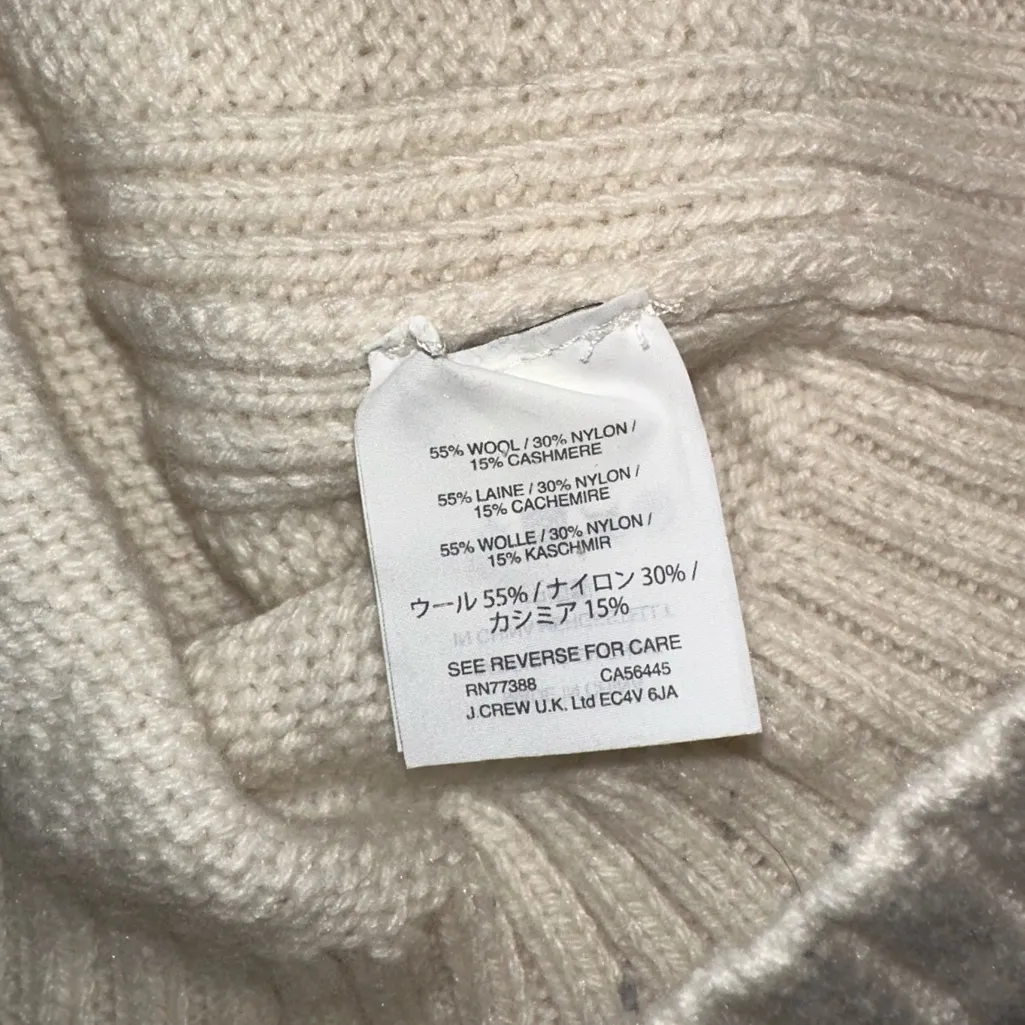 55% WOOL / 30% NYLON /
15% CASHMERE
55% LAINE / 30% NYLON /
15% CACHEMIRE
55% WOLLE / 30% NYLON /
15% KASCHMIR
ウール 55% / ナイロン 30% /
カシミア 15%
SEE REVERSE FOR CARE
RN77388 CA56445
J.CREW U.K. Ltd EC4V 6JA